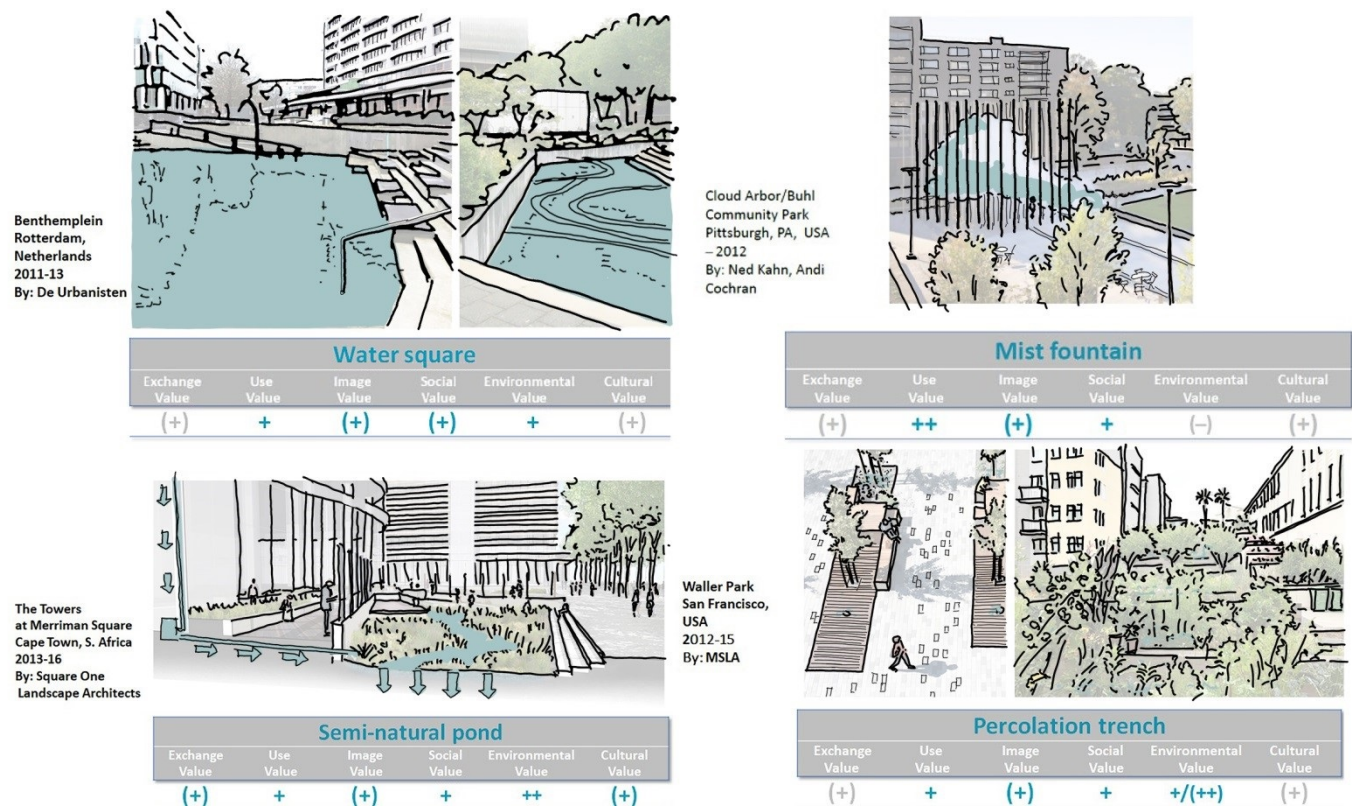 Benthemplein
Rotterdam,
Netherlands
2011-13
By: De Urbanisten
Water square
Exchange Value Use Value Image Value Social Value Environmental Value Cultural Value
(+) + (+) (+) + (+)
Cloud Arbor/Buhl
Community Park
Pittsburgh, PA, USA
– 2012
By: Ned Kahn, Andi
Cochran
Mist fountain
Exchange Value Use Value Image Value Social Value Environmental Value Cultural Value
(+) ++ (+) + (−) (+)
The Towers
at Merriman Square
Cape Town, S. Africa
2013-16
By: Square One
Landscape Architects
Semi-natural pond
Exchange Value Use Value Image Value Social Value Environmental Value Cultural Value
(+) + (+) + ++ (+)
Waller Park
San Francisco,
USA
2012-15
By: MSLA
Percolation trench
Exchange Value Use Value Image Value Social Value Environmental Value Cultural Value
(+) + (+) + +/(++) (+)